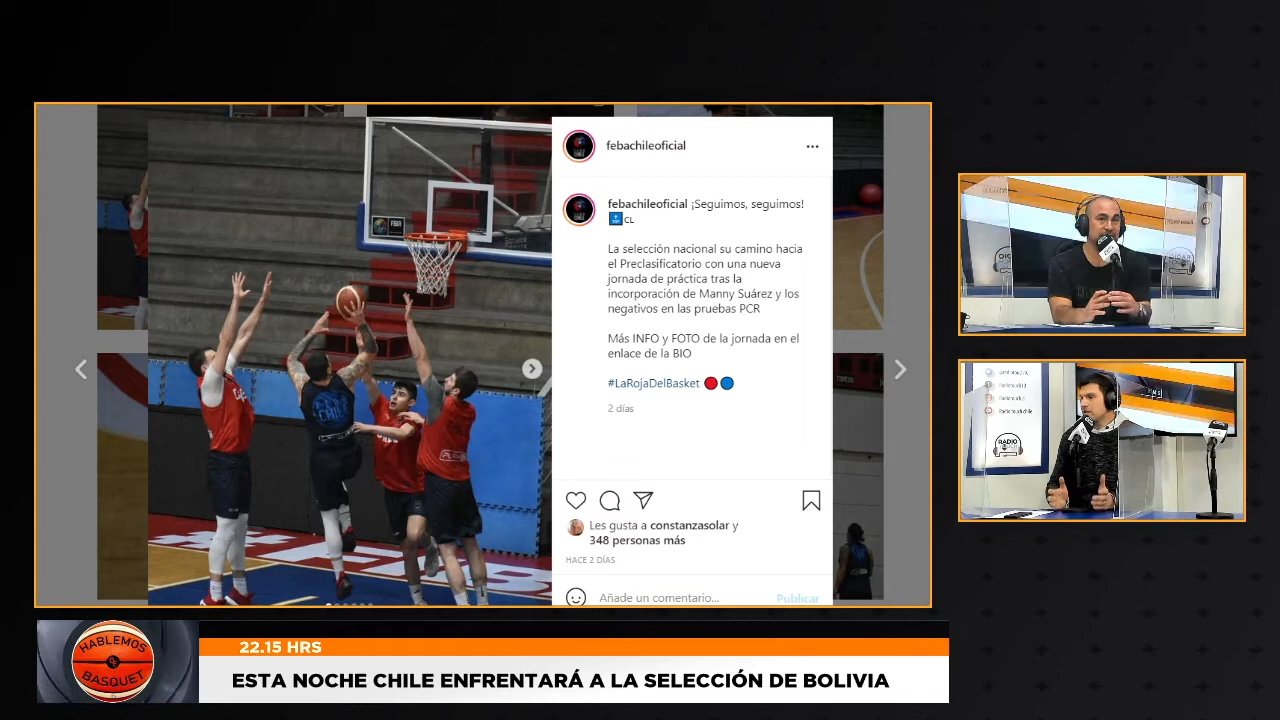 febachileoficial
febachileoficial ¡Seguimos, seguimos!
CL
La selección nacional su camino hacia
el Preclasificatorio con una nueva
jornada de práctica tras la
incorporación de Manny Suárez y los
negativos en las pruebas PCR
Más INFO y FOTO de la jornada en el
enlace de la BIO
#LaRojaDelBasket
2 días
Les gusta a constanzasolar y
348 personas más
HACE 2 DÍAS
Añade un comentario...
Publicar
FIBA
CHILE
RADIO
HABLEMOS
BASQUET
22.15 HRS
ESTA NOCHE CHILE ENFRENTARÁ A LA SELECCIÓN DE BOLIVIA